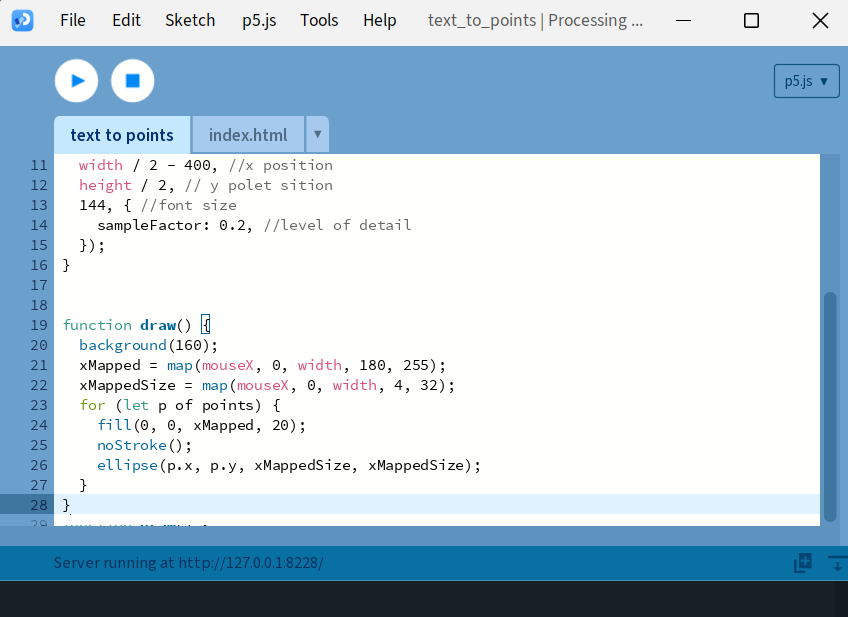 File Edit Sketch p5.js Tools Help text_to_points | Processing ...
p5.js ▼
text to points index.html ▼
11 width / 2 - 400, //x position
12 height / 2, // y polet sition
13 144, { //font size
14 sampleFactor: 0.2, //level of detail
15 });
16 }
17
18
19 function draw() {
20 background(160);
21 xMapped = map(mouseX, 0, width, 180, 255);
22 xMappedSize = map(mouseX, 0, width, 4, 32);
23 for (let p of points) {
24 fill(0, 0, xMapped, 20);
25 noStroke();
26 ellipse(p.x, p.y, xMappedSize, xMappedSize);
27 }
28 }
29
Server running at http://127.0.0.1:8228/